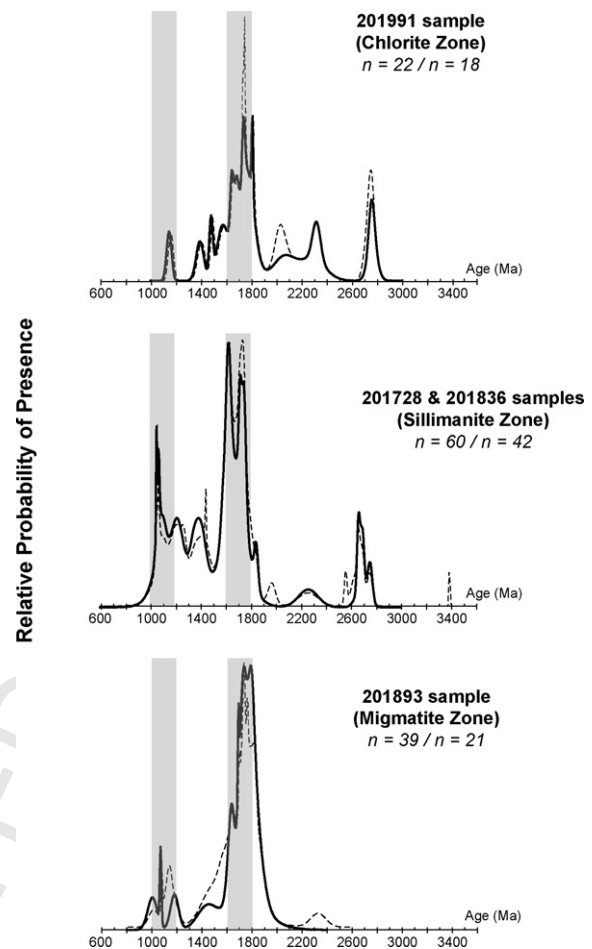 201991 sample
(Chlorite Zone)
n = 22 / n = 18
Age (Ma)
600 1000 1400 1800 2200 2600 3000 3400
Relative Probability of Presence
201728 & 201836 samples
(Sillimanite Zone)
n = 60 / n = 42
Age (Ma)
600 1000 1400 1800 2200 2600 3000 3400
201893 sample
(Migmatite Zone)
n = 39 / n = 21
Age (Ma)
600 1000 1400 1800 2200 2600 3000 3400